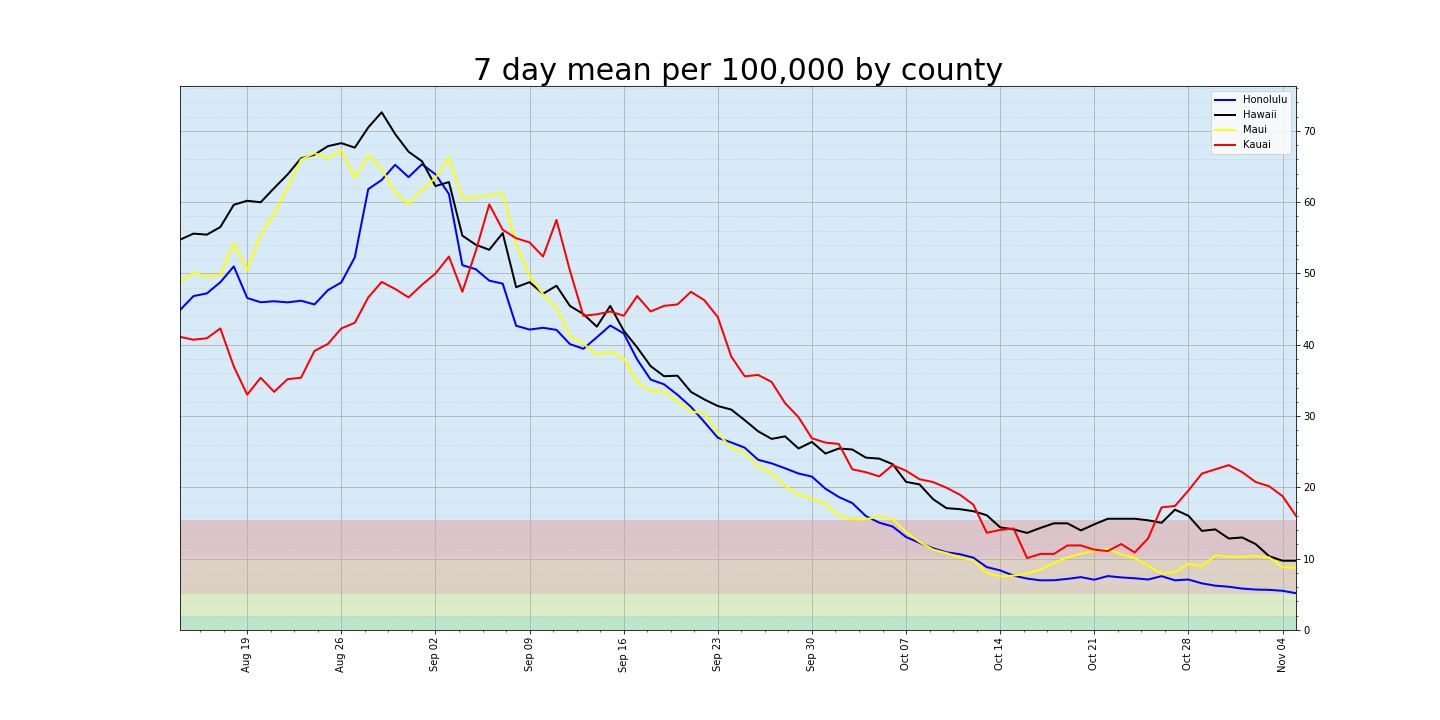 7 day mean per 100,000 by county
Honolulu
Hawaii
Maui
Kauai
70
60
50
40
30
20
10
0
Aug 19
Aug 26
Sep 02
Sep 09
Sep 16
Sep 23
Sep 30
Oct 07
Oct 14
Oct 21
Oct 28
Nov 04